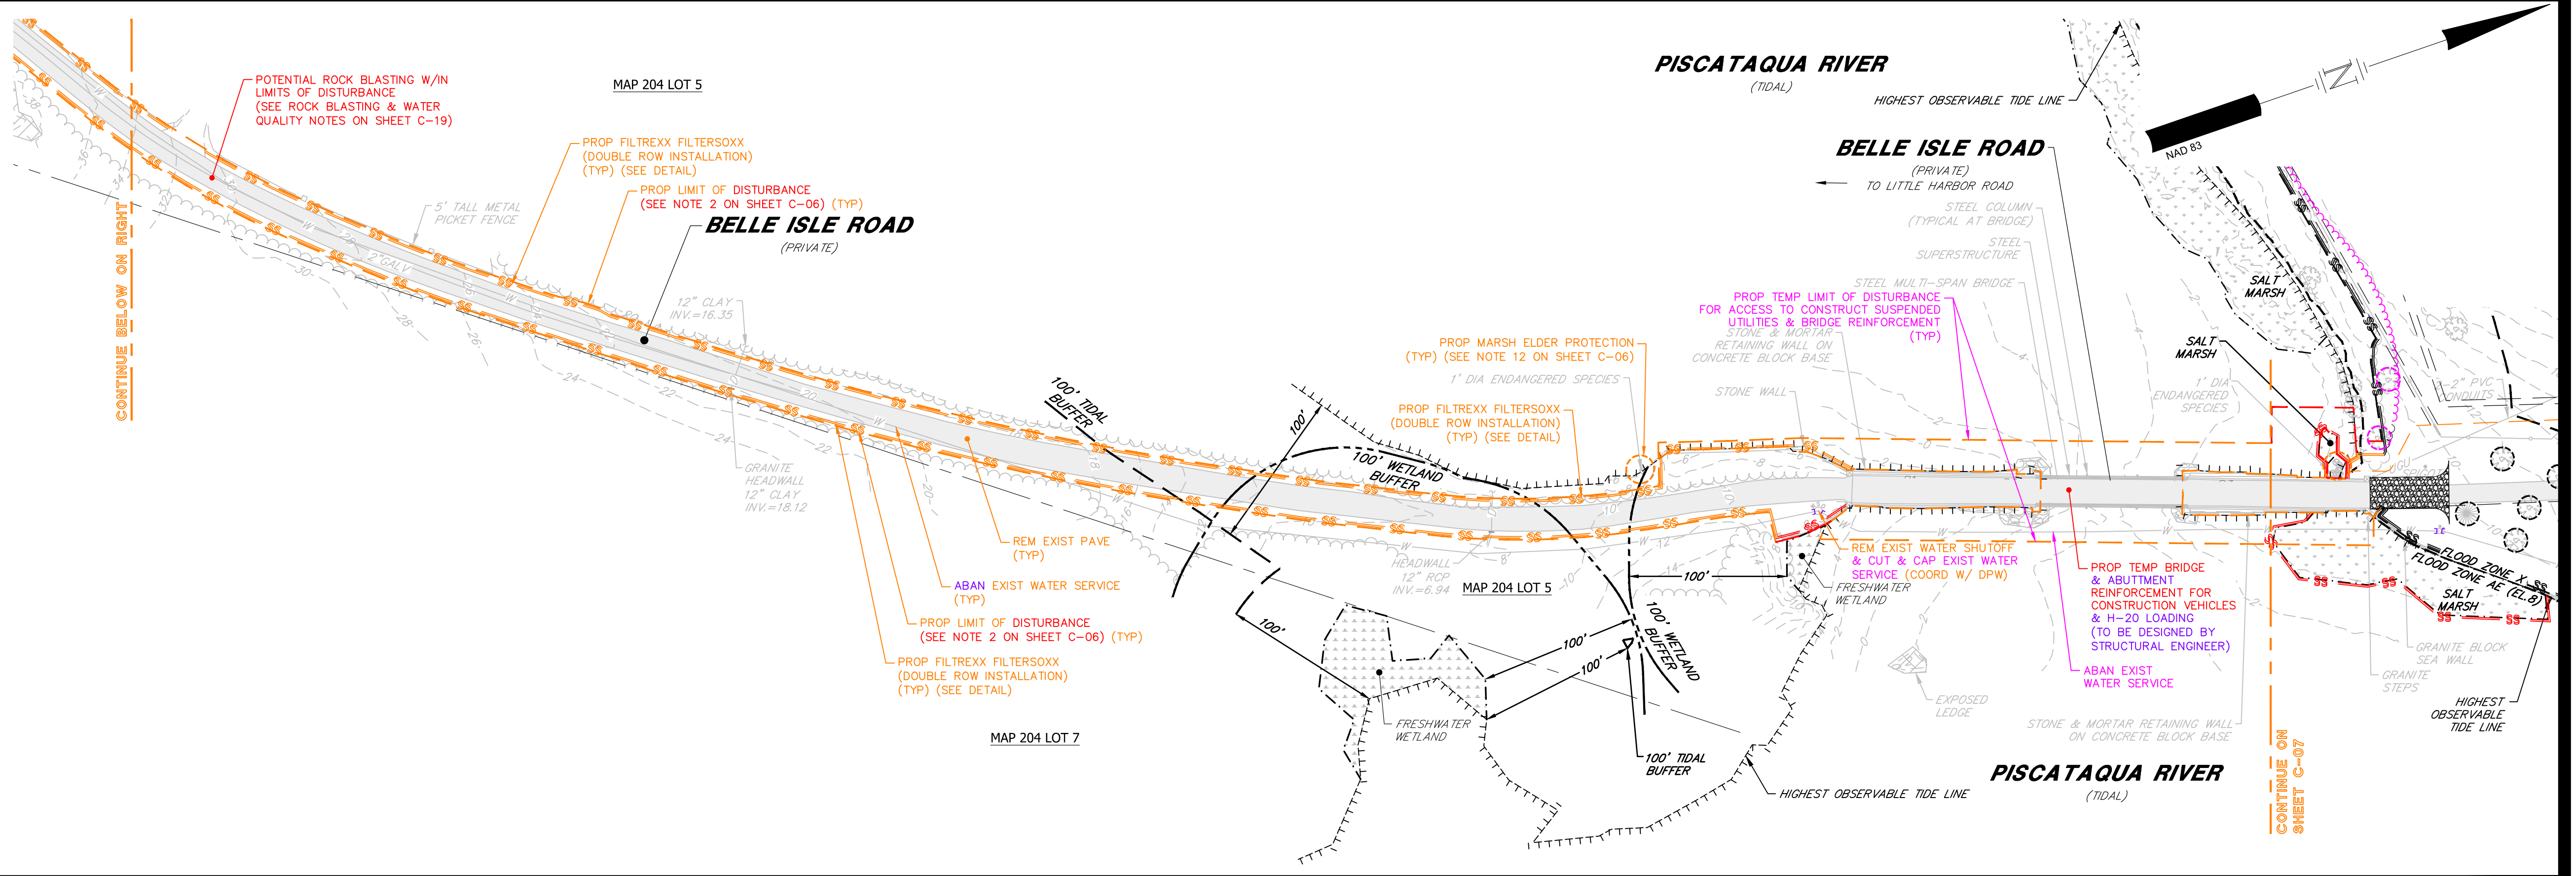 CONTINUE BELOW ON RIGHT
POTENTIAL ROCK BLASTING W/IN
LIMITS OF DISTURBANCE
(SEE ROCK BLASTING & WATER
QUALITY NOTES ON SHEET C-19)
MAP 204 LOT 5
PROP FILTREXX FILTERSOXX
(DOUBLE ROW INSTALLATION)
(TYP) (SEE DETAIL)
PROP LIMIT OF DISTURBANCE
(SEE NOTE 2 ON SHEET C-06) (TYP)
5' TALL METAL
PICKET FENCE
BELLE ISLE ROAD
(PRIVATE)
2"GALV
12" CLAY
INV.=16.35
GRANITE
HEADWALL
12" CLAY
INV.=18.12
100' TIDAL
BUFFER
100'
100' WETLAND
BUFFER
REM EXIST PAVE
(TYP)
ABAN EXIST WATER SERVICE
(TYP)
PROP LIMIT OF DISTURBANCE
(SEE NOTE 2 ON SHEET C-06) (TYP)
PROP FILTREXX FILTERSOXX
(DOUBLE ROW INSTALLATION)
(TYP) (SEE DETAIL)
MAP 204 LOT 7
100'
FRESHWATER
WETLAND
HEADWALL
12" RCP
INV.=6.94
MAP 204 LOT 5
100'
100'
100'
100' WETLAND
BUFFER
100' TIDAL
BUFFER
PROP MARSH ELDER PROTECTION
(TYP) (SEE NOTE 12 ON SHEET C-06)
1' DIA ENDANGERED SPECIES
PROP FILTREXX FILTERSOXX
(DOUBLE ROW INSTALLATION)
(TYP) (SEE DETAIL)
PISCATAQUA RIVER
(TIDAL)
HIGHEST OBSERVABLE TIDE LINE
BELLE ISLE ROAD
(PRIVATE)
TO LITTLE HARBOR ROAD
STEEL COLUMN
(TYPICAL AT BRIDGE)
STEEL
SUPERSTRUCTURE
STEEL MULTI-SPAN BRIDGE
PROP TEMP LIMIT OF DISTURBANCE
FOR ACCESS TO CONSTRUCT SUSPENDED
UTILITIES & BRIDGE REINFORCEMENT
(TYP)
STONE & MORTAR
RETAINING WALL ON
CONCRETE BLOCK BASE
STONE WALL
REM EXIST WATER SHUTOFF
& CUT & CAP EXIST WATER
SERVICE (COORD W/ DPW)
FRESHWATER
WETLAND
EXPOSED
LEDGE
PROP TEMP BRIDGE
& ABUTTMENT
REINFORCEMENT FOR
CONSTRUCTION VEHICLES
& H-20 LOADING
(TO BE DESIGNED BY
STRUCTURAL ENGINEER)
ABAN EXIST
WATER SERVICE
STONE & MORTAR RETAINING WALL
ON CONCRETE BLOCK BASE
HIGHEST OBSERVABLE TIDE LINE
PISCATAQUA RIVER
(TIDAL)
CONTINUE ON
SHEET C-07
NAD 83
N
SALT
MARSH
SALT
MARSH
1' DIA
ENDANGERED
SPECIES
2-2" PVC
CONDUITS
UGU
SPIGOT
FLOOD ZONE X
FLOOD ZONE AE (EL.8)
SALT
MARSH
GRANITE BLOCK
SEA WALL
GRANITE
STEPS
HIGHEST
OBSERVABLE
TIDE LINE